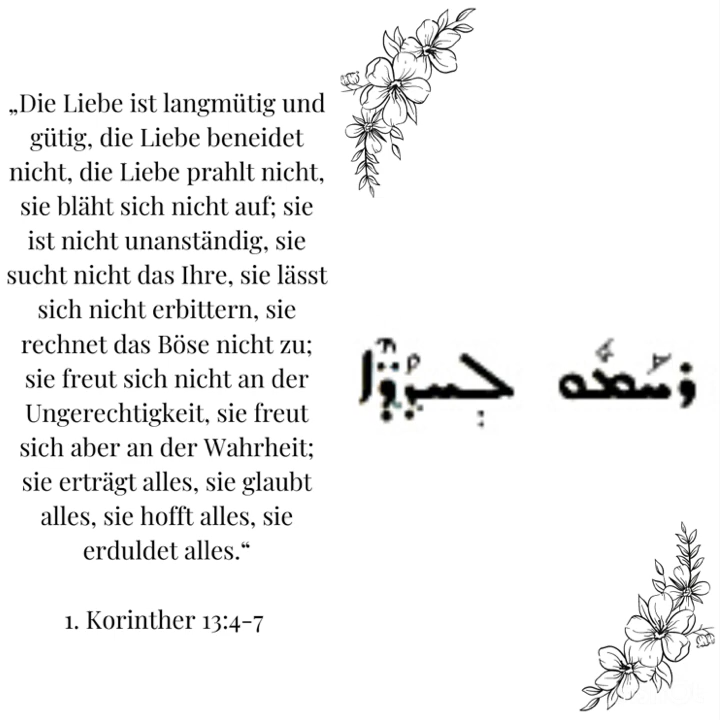 „Die Liebe ist langmütig und
gütig, die Liebe beneidet
nicht, die Liebe prahlt nicht,
sie bläht sich nicht auf; sie
ist nicht unanständig, sie
sucht nicht das Ihre, sie lässt
sich nicht erbittern, sie
rechnet das Böse nicht zu;
sie freut sich nicht an der
Ungerechtigkeit, sie freut
sich aber an der Wahrheit;
sie erträgt alles, sie glaubt
alles, sie hofft alles, sie
erduldet alles.“
1. Korinther 13:4-7